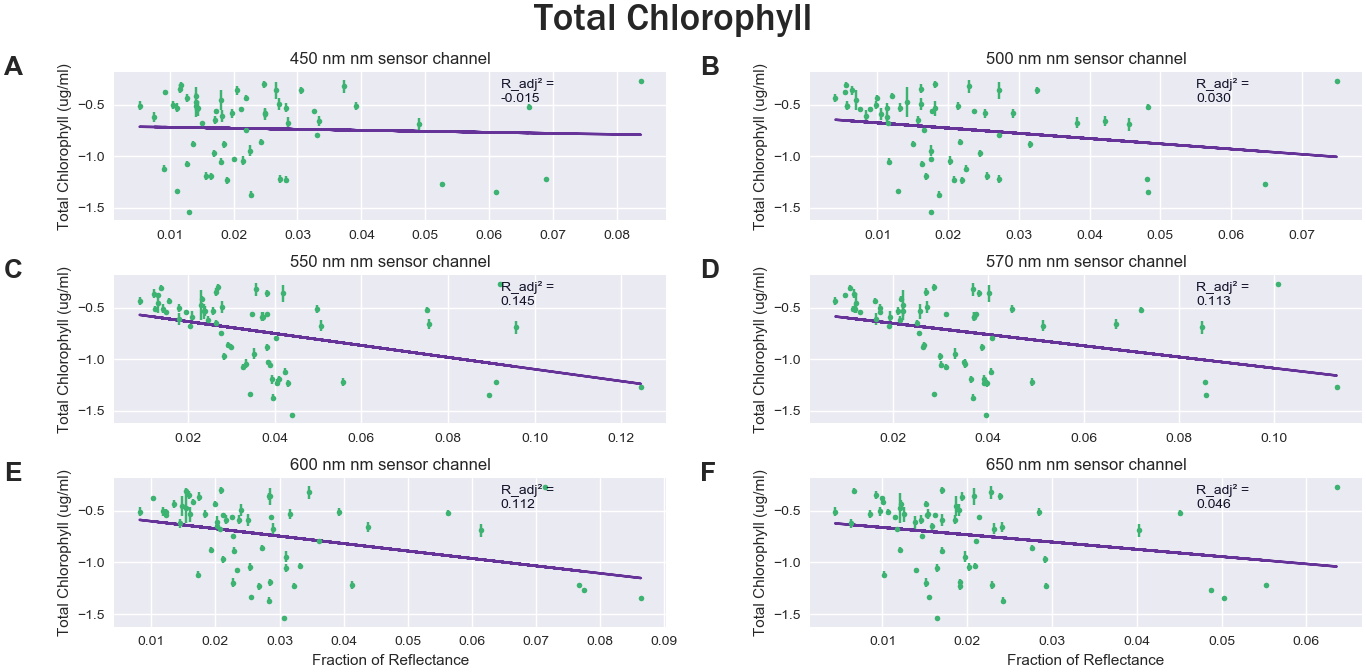 Total Chlorophyll
A
450 nm nm sensor channel
Total Chlorophyll (ug/ml)
R_adj² =
-0.015
−0.5
−1.0
−1.5
0.01 0.02 0.03 0.04 0.05 0.06 0.07 0.08
B
500 nm nm sensor channel
Total Chlorophyll (ug/ml)
R_adj² =
0.030
−0.5
−1.0
−1.5
0.01 0.02 0.03 0.04 0.05 0.06 0.07
C
550 nm nm sensor channel
Total Chlorophyll (ug/ml)
R_adj² =
0.145
−0.5
−1.0
−1.5
0.02 0.04 0.06 0.08 0.10 0.12
D
570 nm nm sensor channel
Total Chlorophyll (ug/ml)
R_adj² =
0.113
−0.5
−1.0
−1.5
0.02 0.04 0.06 0.08 0.10
E
600 nm nm sensor channel
Total Chlorophyll (ug/ml)
R_adj² =
0.112
−0.5
−1.0
−1.5
0.01 0.02 0.03 0.04 0.05 0.06 0.07 0.08 0.09
Fraction of Reflectance
F
650 nm nm sensor channel
Total Chlorophyll (ug/ml)
R_adj² =
0.046
−0.5
−1.0
−1.5
0.01 0.02 0.03 0.04 0.05 0.06
Fraction of Reflectance